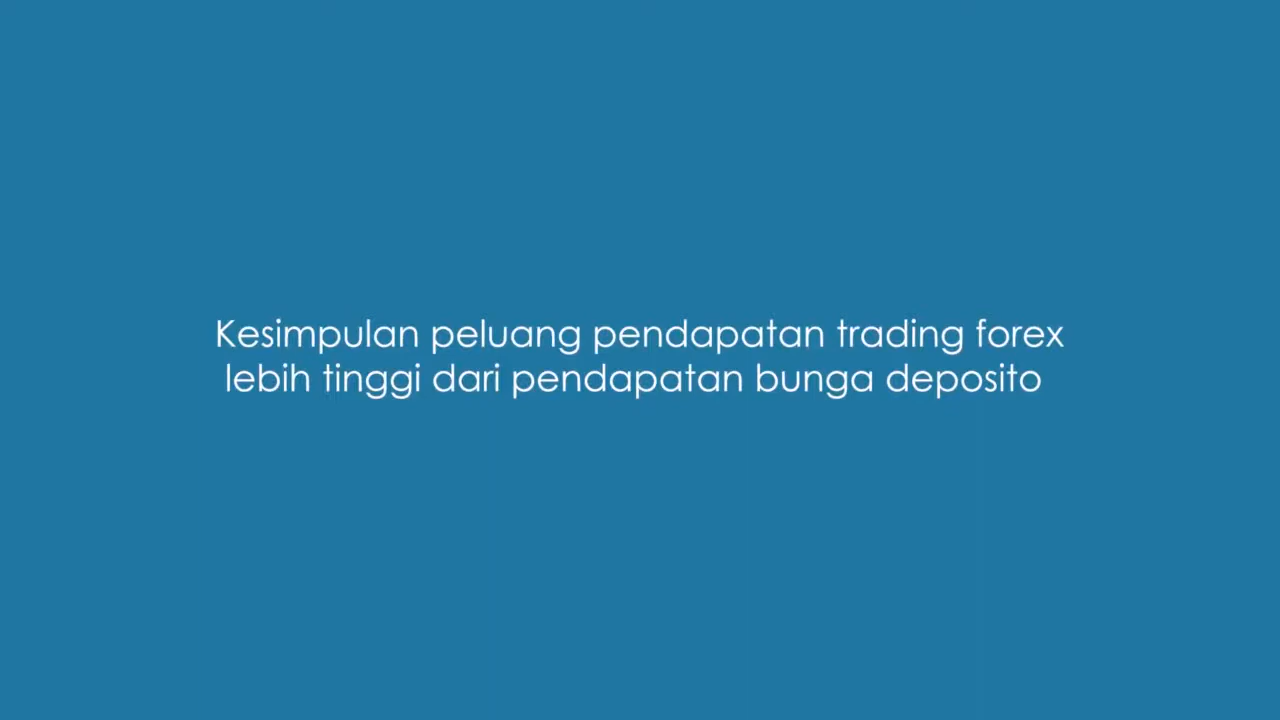 Kesimpulan peluang pendapatan trading forex
lebih tinggi dari pendapatan bunga deposito